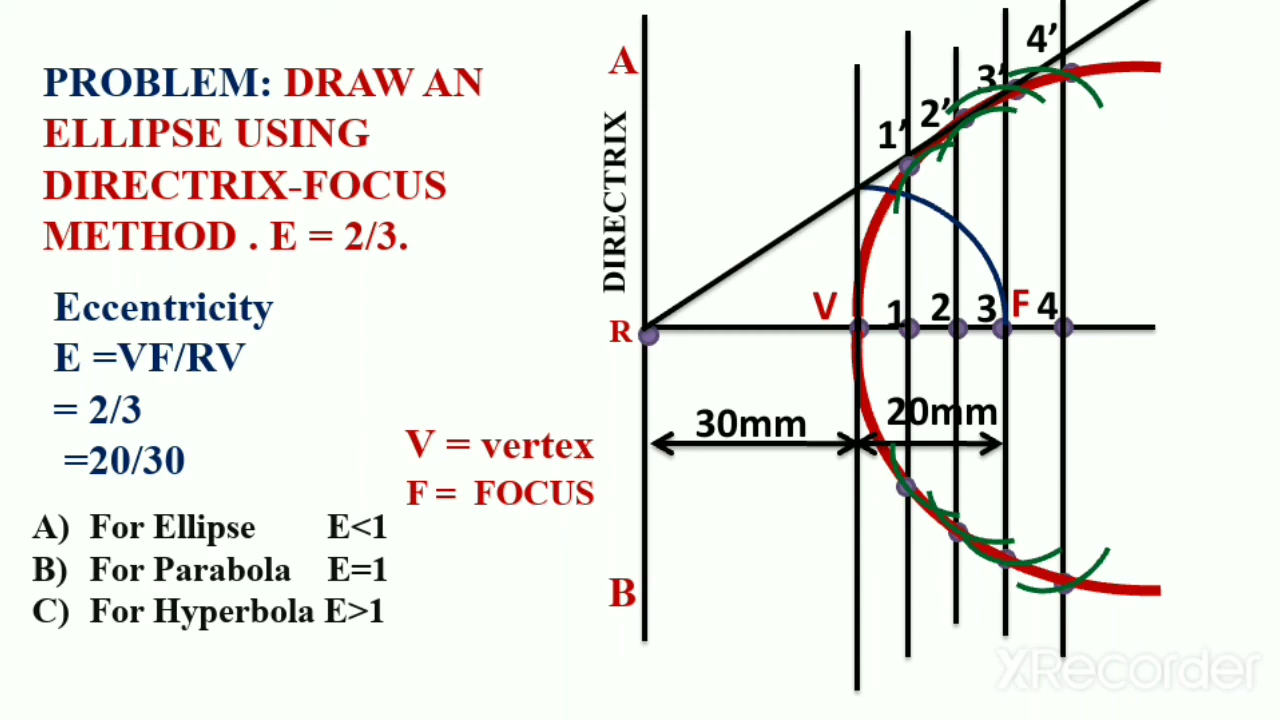 PROBLEM: DRAW AN
ELLIPSE USING
DIRECTRIX-FOCUS
METHOD . E = 2/3.
Eccentricity
E =VF/RV
= 2/3
=20/30
V = vertex
F = FOCUS
A) For Ellipse E<1
B) For Parabola E=1
C) For Hyperbola E>1
A
DIRECTRIX
R
B
V
1
2
3
F
4
1’
2’
3’
4’
30mm
20mm
XRecorder